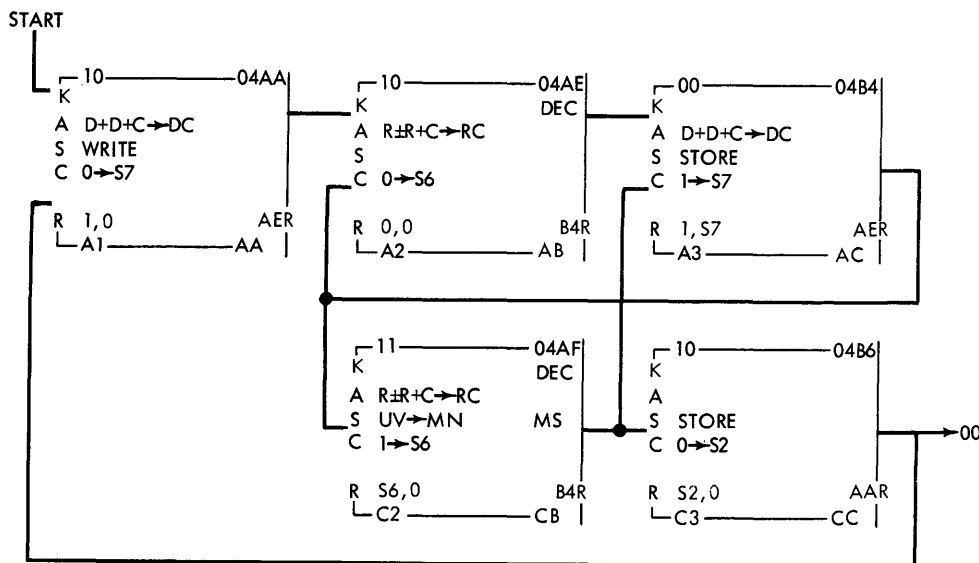 START
10 04AA
K
A D+D+C→DC
S WRITE
C 0→S7
R 1,0 AER
A1 AA
10 04AE
K DEC
A R±R+C→RC
S
C 0→S6
R 0,0 B4R
A2 AB
00 04B4
K
A D+D+C→DC
S STORE
C 1→S7
R 1,S7 AER
A3 AC
11 04AF
K DEC
A R±R+C→RC
S UV→MN MS
C 1→S6
R S6,0 B4R
C2 CB
10 04B6
K
A
S STORE
C 0→S2
R S2,0 AAR
C3 CC
00